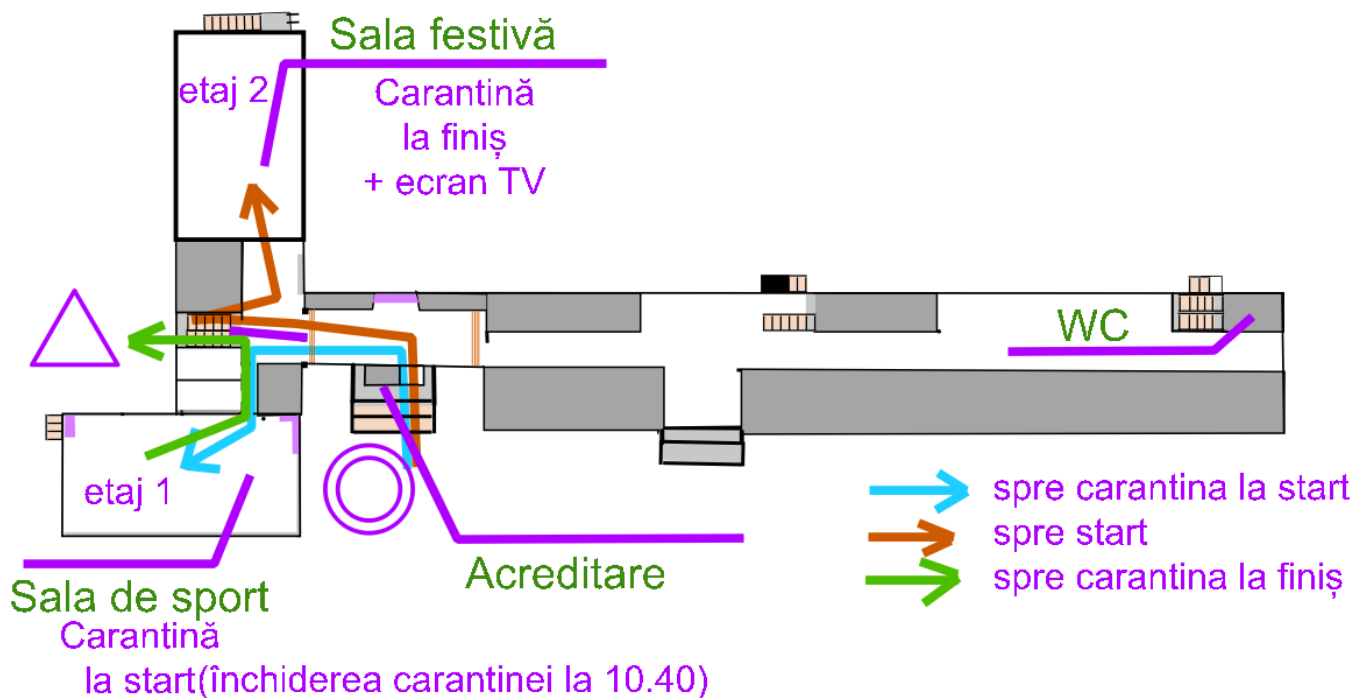 Sala festivă
etaj 2
Carantină
la finiș
+ ecran TV
WC
etaj 1
spre carantina la start
spre start
spre carantina la finiș
Acreditare
Sala de sport
Carantină
la start(închiderea carantinei la 10.40)